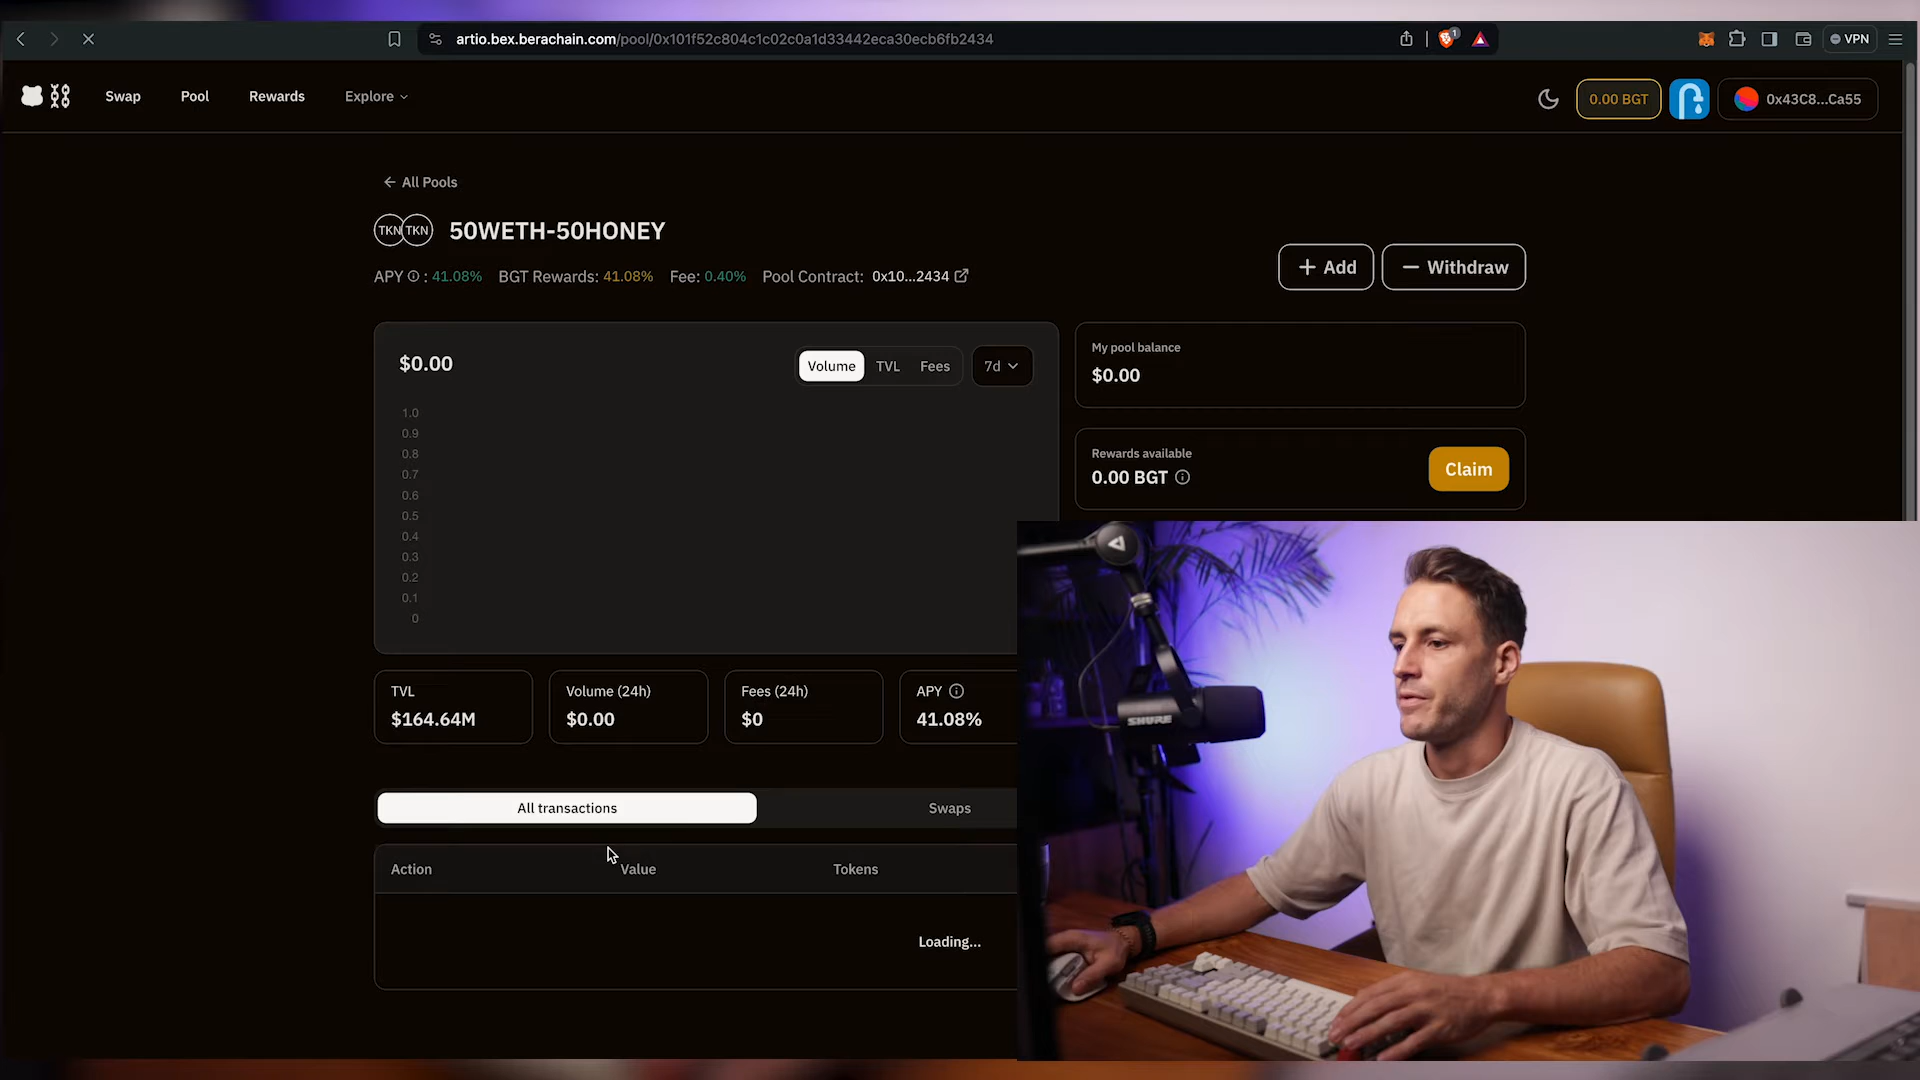 artio.bex.berachain.com/pool/0x101f52c804c1c02c0a1d33442eca30ecb6fb2434
1
VPN
Swap
Pool
Rewards
Explore
0.00 BGT
0x43C8...Ca55
All Pools
TKN TKN 50WETH-50HONEY
APY : 41.08% BGT Rewards: 41.08% Fee: 0.40% Pool Contract: 0x10...2434
+ Add
— Withdraw
$0.00
Volume
TVL
Fees
7d
1.0
0.9
0.8
0.7
0.6
0.5
0.4
0.3
0.2
0.1
0
My pool balance
$0.00
Rewards available
0.00 BGT
Claim
TVL
$164.64M
Volume (24h)
$0.00
Fees (24h)
$0
APY
41.08%
All transactions
Swaps
Action
Value
Tokens
Loading...
SHURE